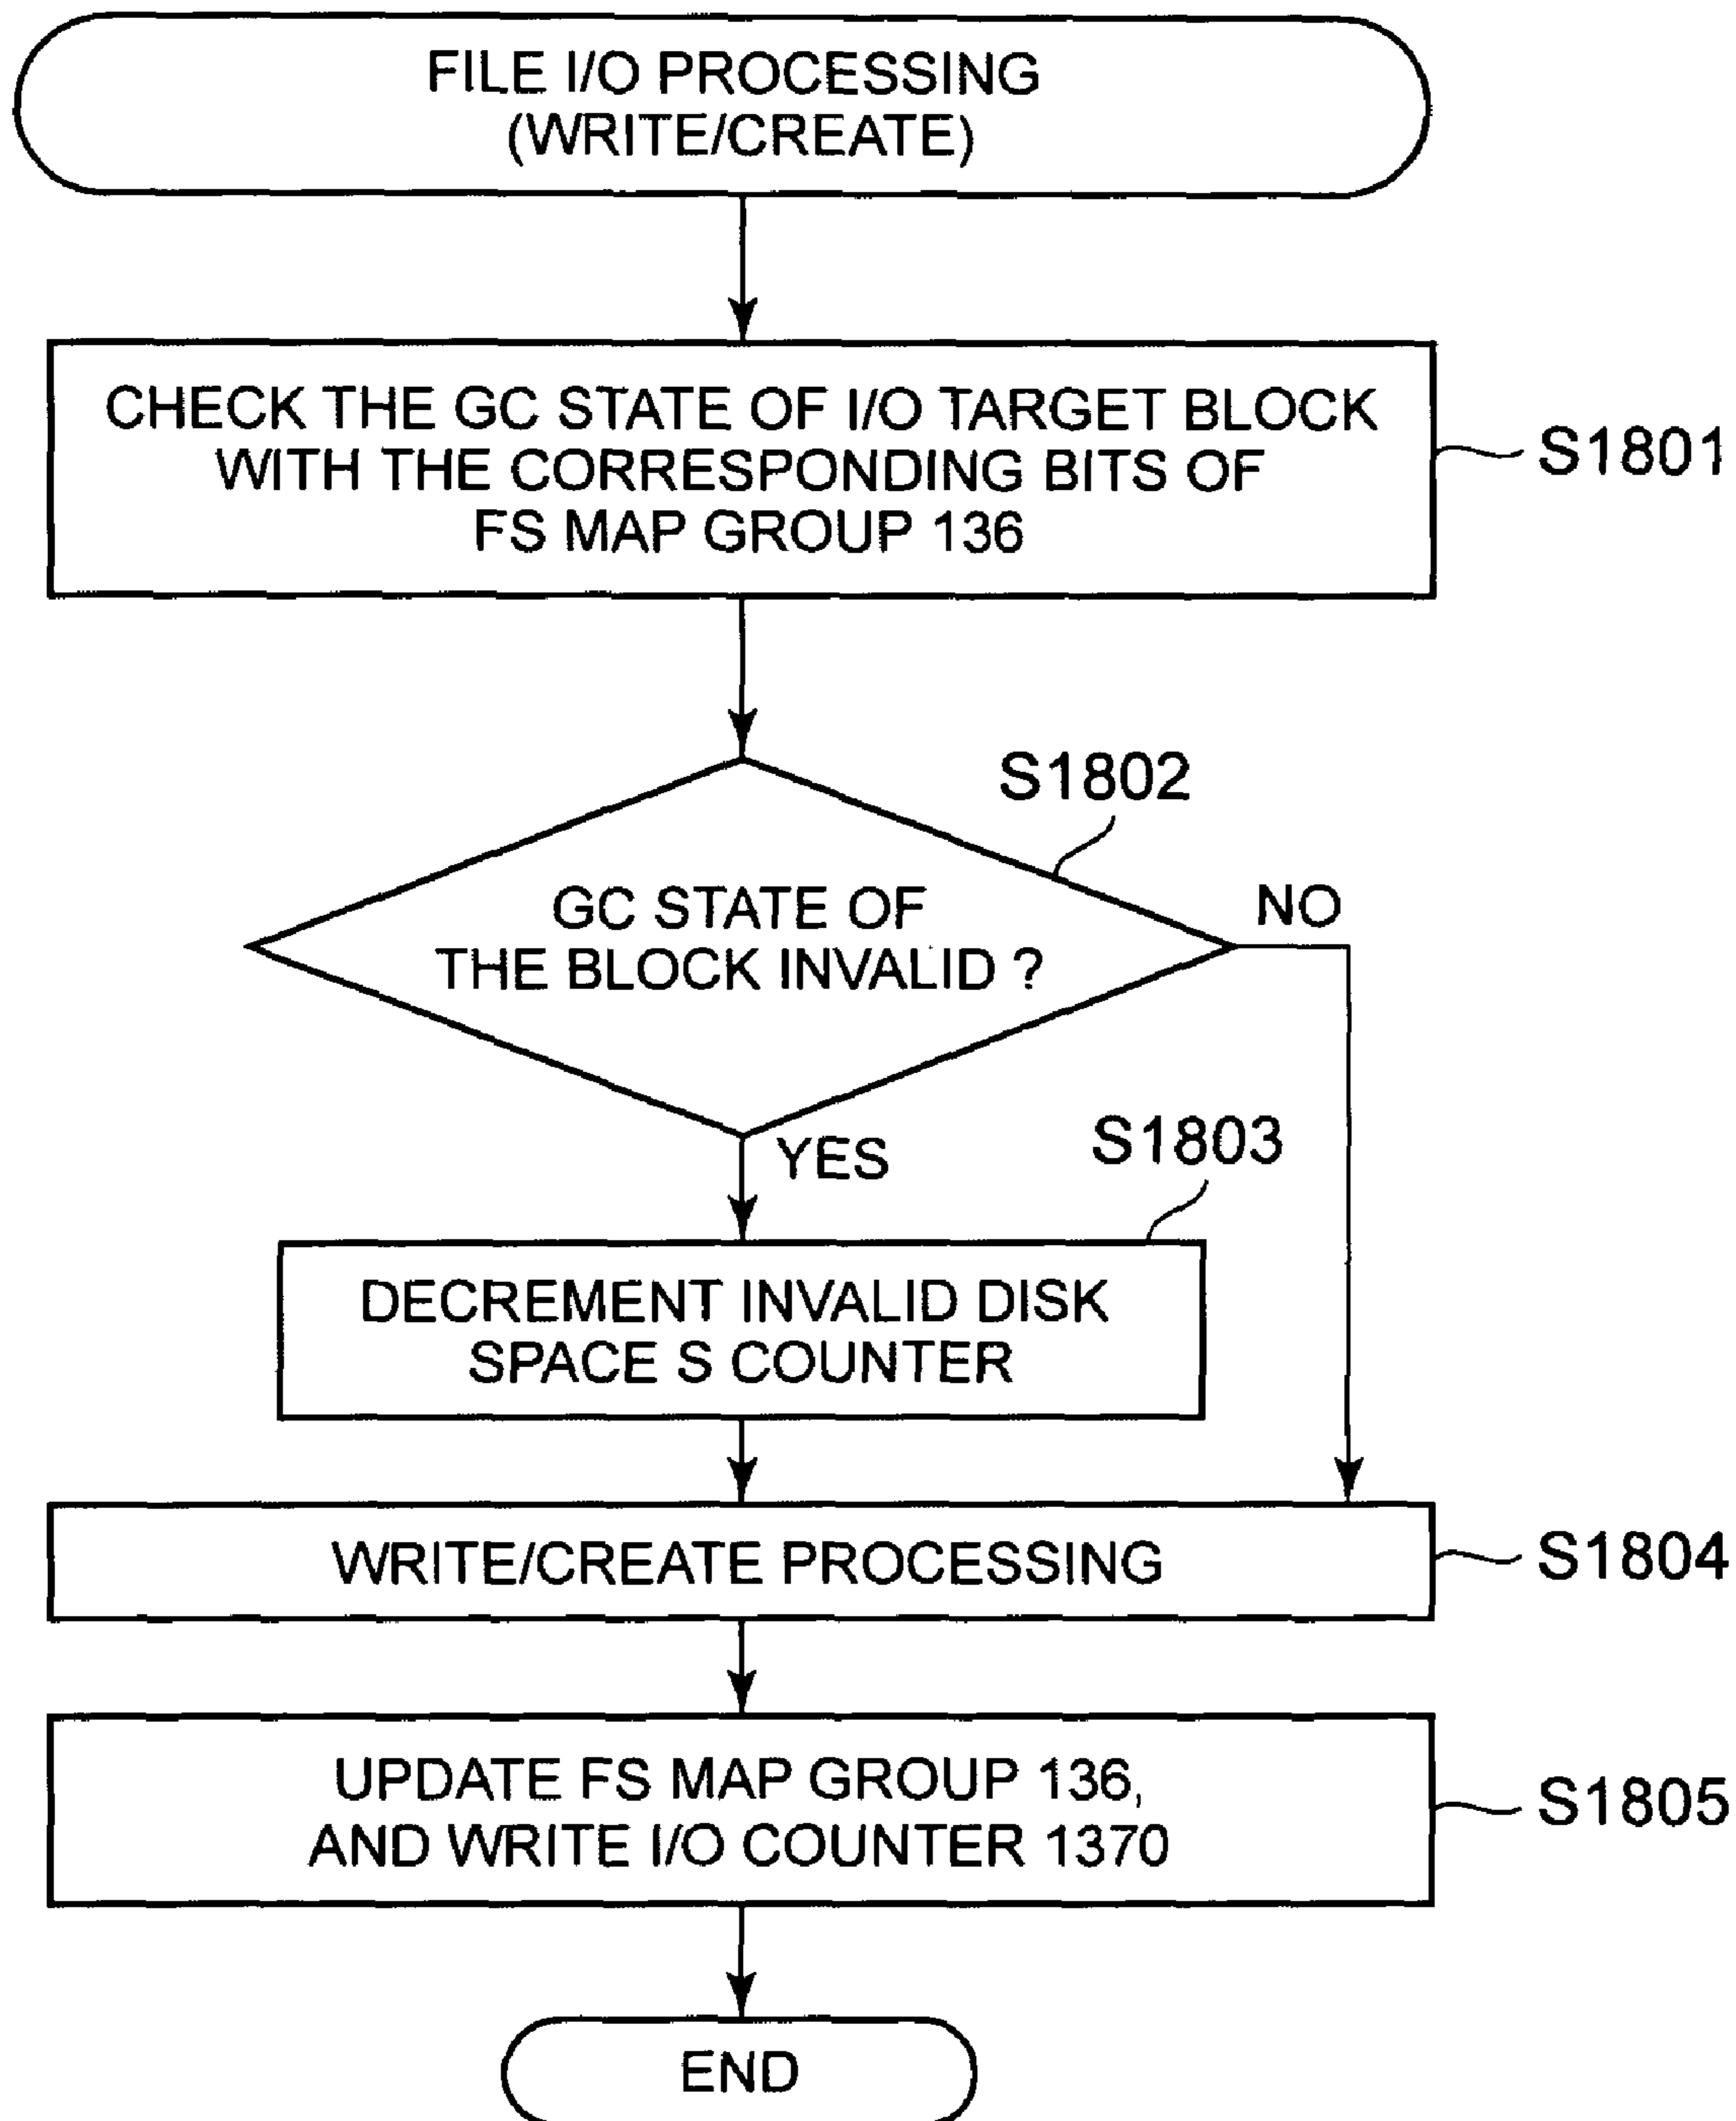 FILE I/O PROCESSING
(WRITE/CREATE)
CHECK THE GC STATE OF I/O TARGET BLOCK
WITH THE CORRESPONDING BITS OF
FS MAP GROUP 136
S1801
S1802
GC STATE OF
THE BLOCK INVALID ?
NO
YES
S1803
DECREMENT INVALID DISK
SPACE S COUNTER
WRITE/CREATE PROCESSING
S1804
UPDATE FS MAP GROUP 136,
AND WRITE I/O COUNTER 1370
S1805
END